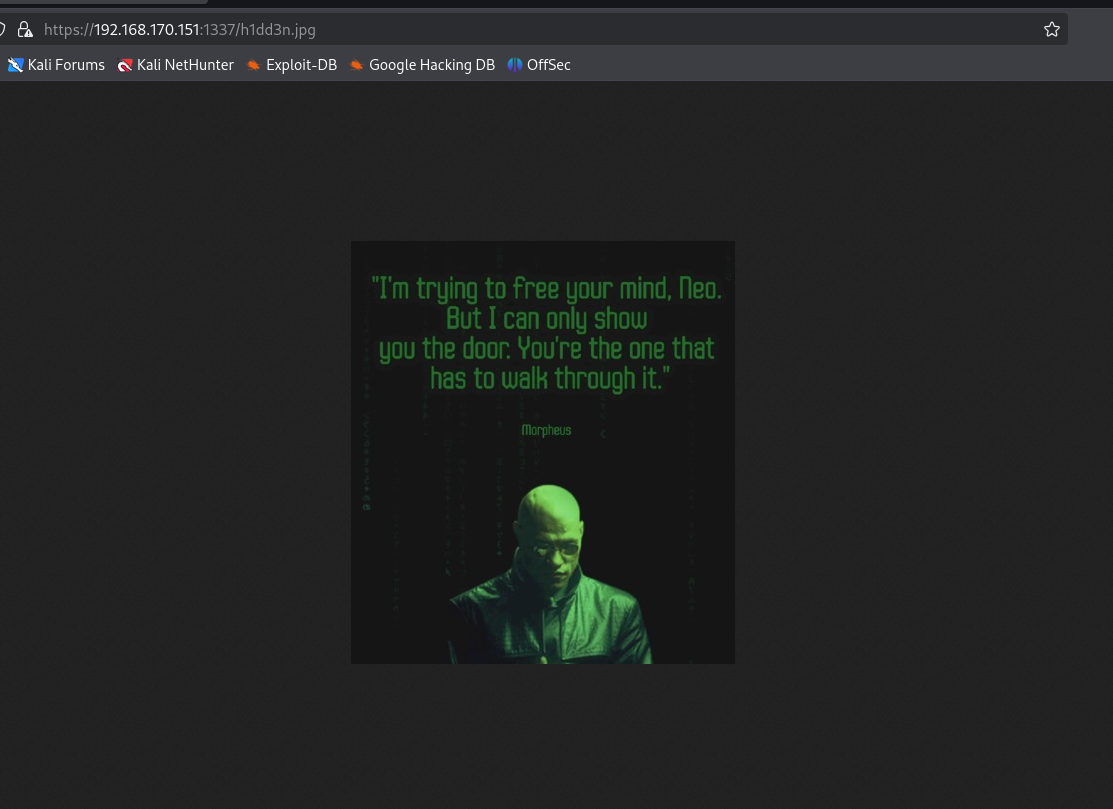 https://192.168.170.151:1337/h1dd3n.jpg
Kali Forums Kali NetHunter Exploit-DB Google Hacking DB OffSec
"I'm trying to free your mind, Neo.
But I can only show
you the door. You're the one that
has to walk through it."
Morpheus